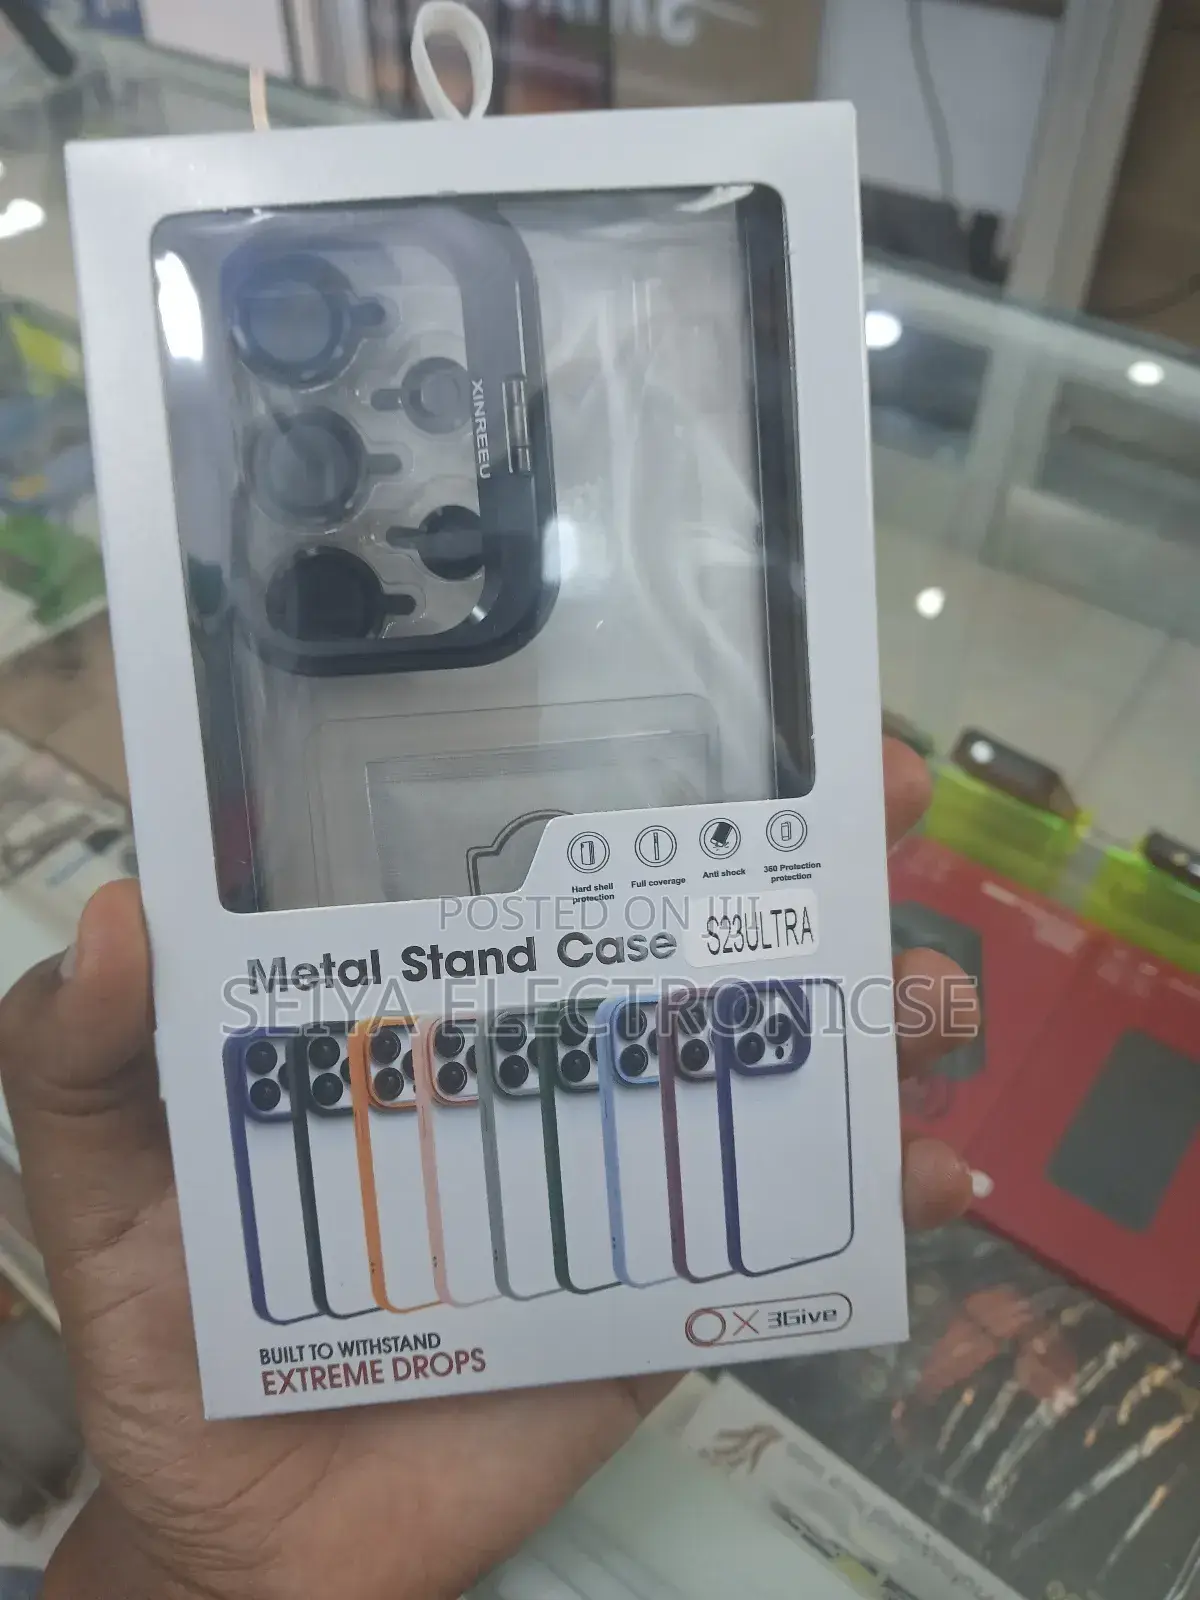 XINREEU
Hard shell
protection
Full coverage
Anti shock
360 Protection
protection
POSTED ON JIJI
Metal Stand Case
S23ULTRA
SEIYA ELECTRONICSE
BUILT TO WITHSTAND
EXTREME DROPS
3Give